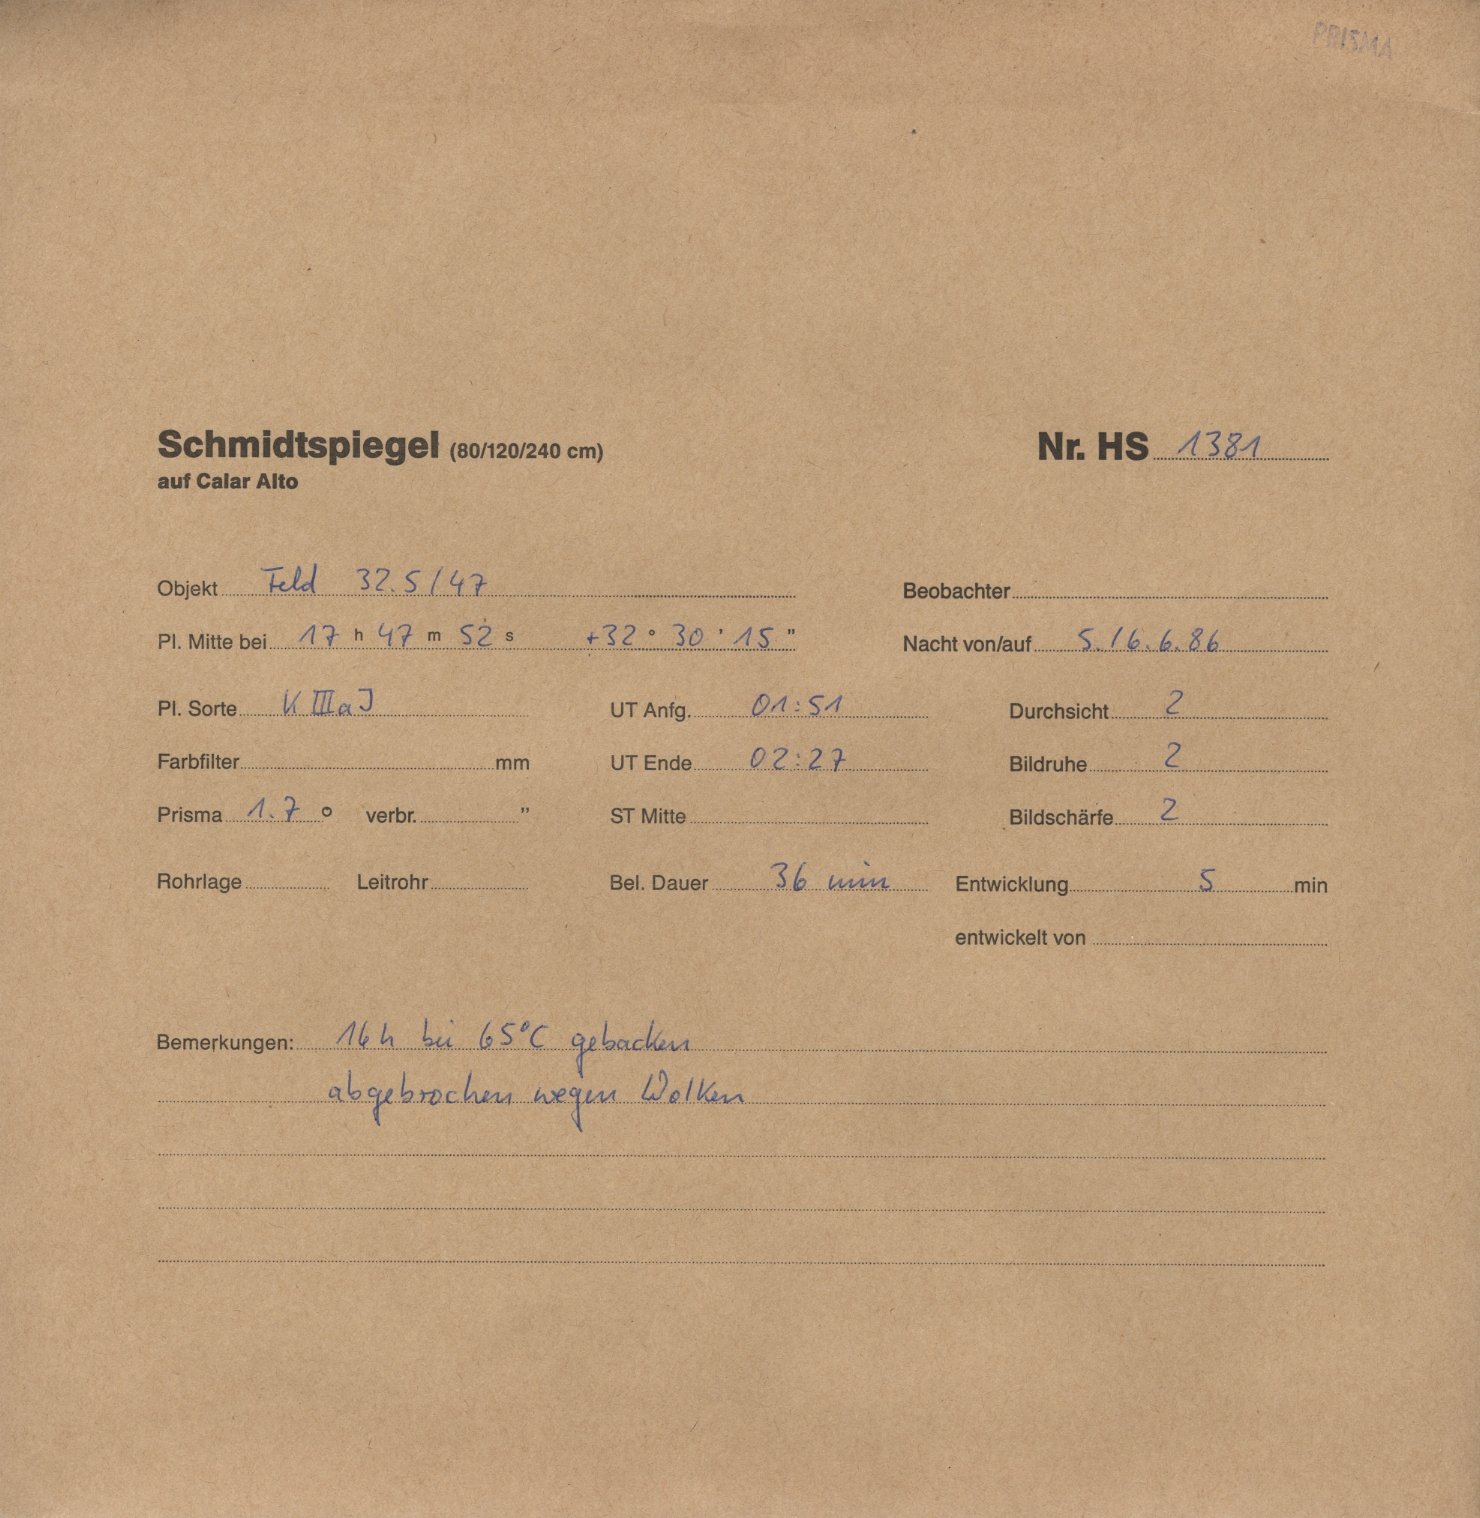 PRISMA
Schmidtspiegel (80/120/240 cm) Nr. HS 1381
auf Calar Alto
Objekt Feld 32.5/47 Beobachter
Pl. Mitte bei 17 h 47 m 52 s +32 ° 30 ' 15 " Nacht von/auf 5./6.6.86
Pl. Sorte K IIIaJ UT Anfg. 01:51 Durchsicht 2
Farbfilter mm UT Ende 02:27 Bildruhe 2
Prisma 1.7 ° verbr. " ST Mitte Bildschärfe 2
Rohrlage Leitrohr Bel. Dauer 36 min Entwicklung 5 min
entwickelt von
Bemerkungen: 16h bei 65°C gebacken
abgebrochen wegen Wolken